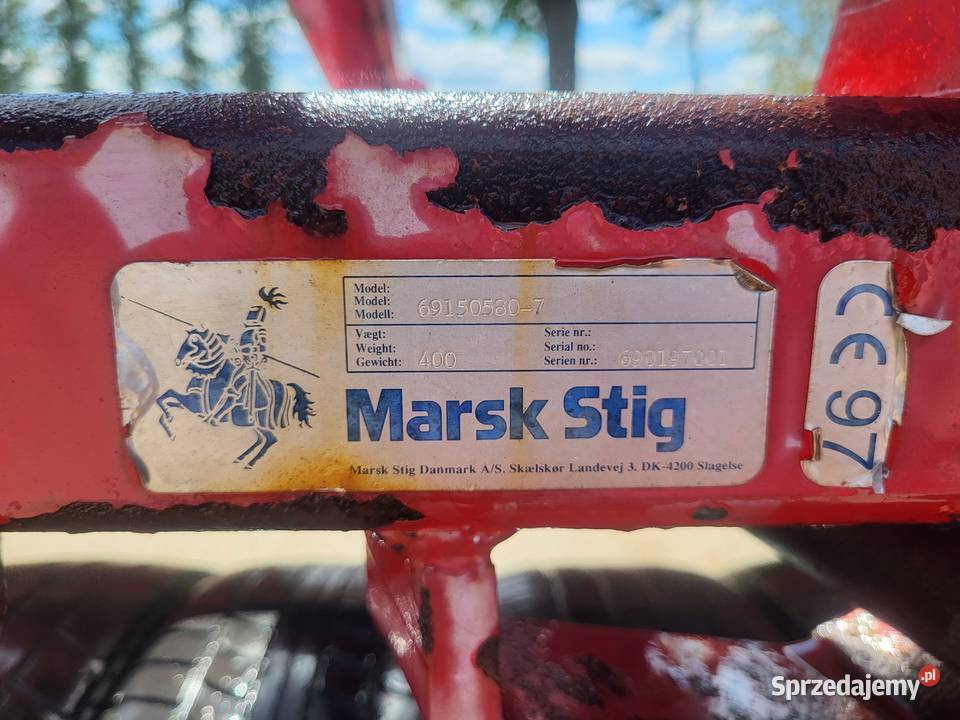 Model:
Model:
Modell: 69150580-7
Vægt: Serie nr.:
Weight: Serial no.:
Gewicht: 400 Serien nr.:
Marsk Stig
Marsk Stig Danmark A/S. Skælskør Landevej 3. DK-4200 Slagelse
CE 97
Sprzedajemy.pl